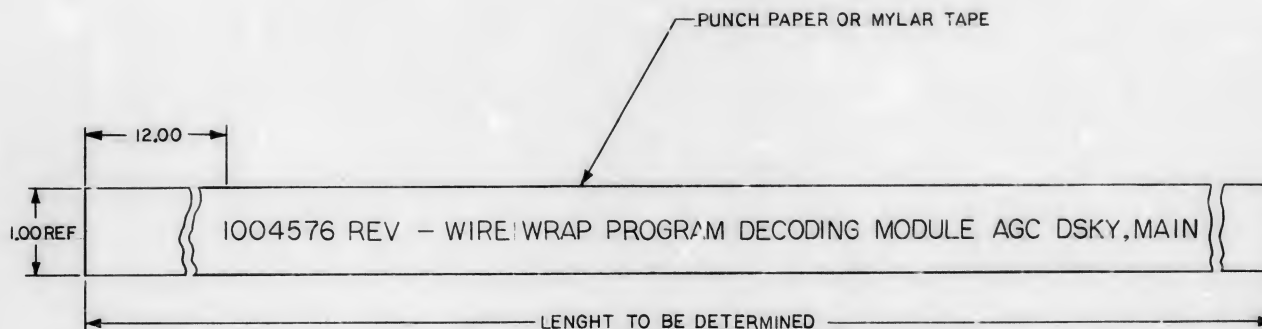 PUNCH PAPER OR MYLAR TAPE
12.00
1.00 REF
1004576 REV - WIRE WRAP PROGRAM DECODING MODULE AGC DSKY, MAIN
LENGHT TO BE DETERMINED